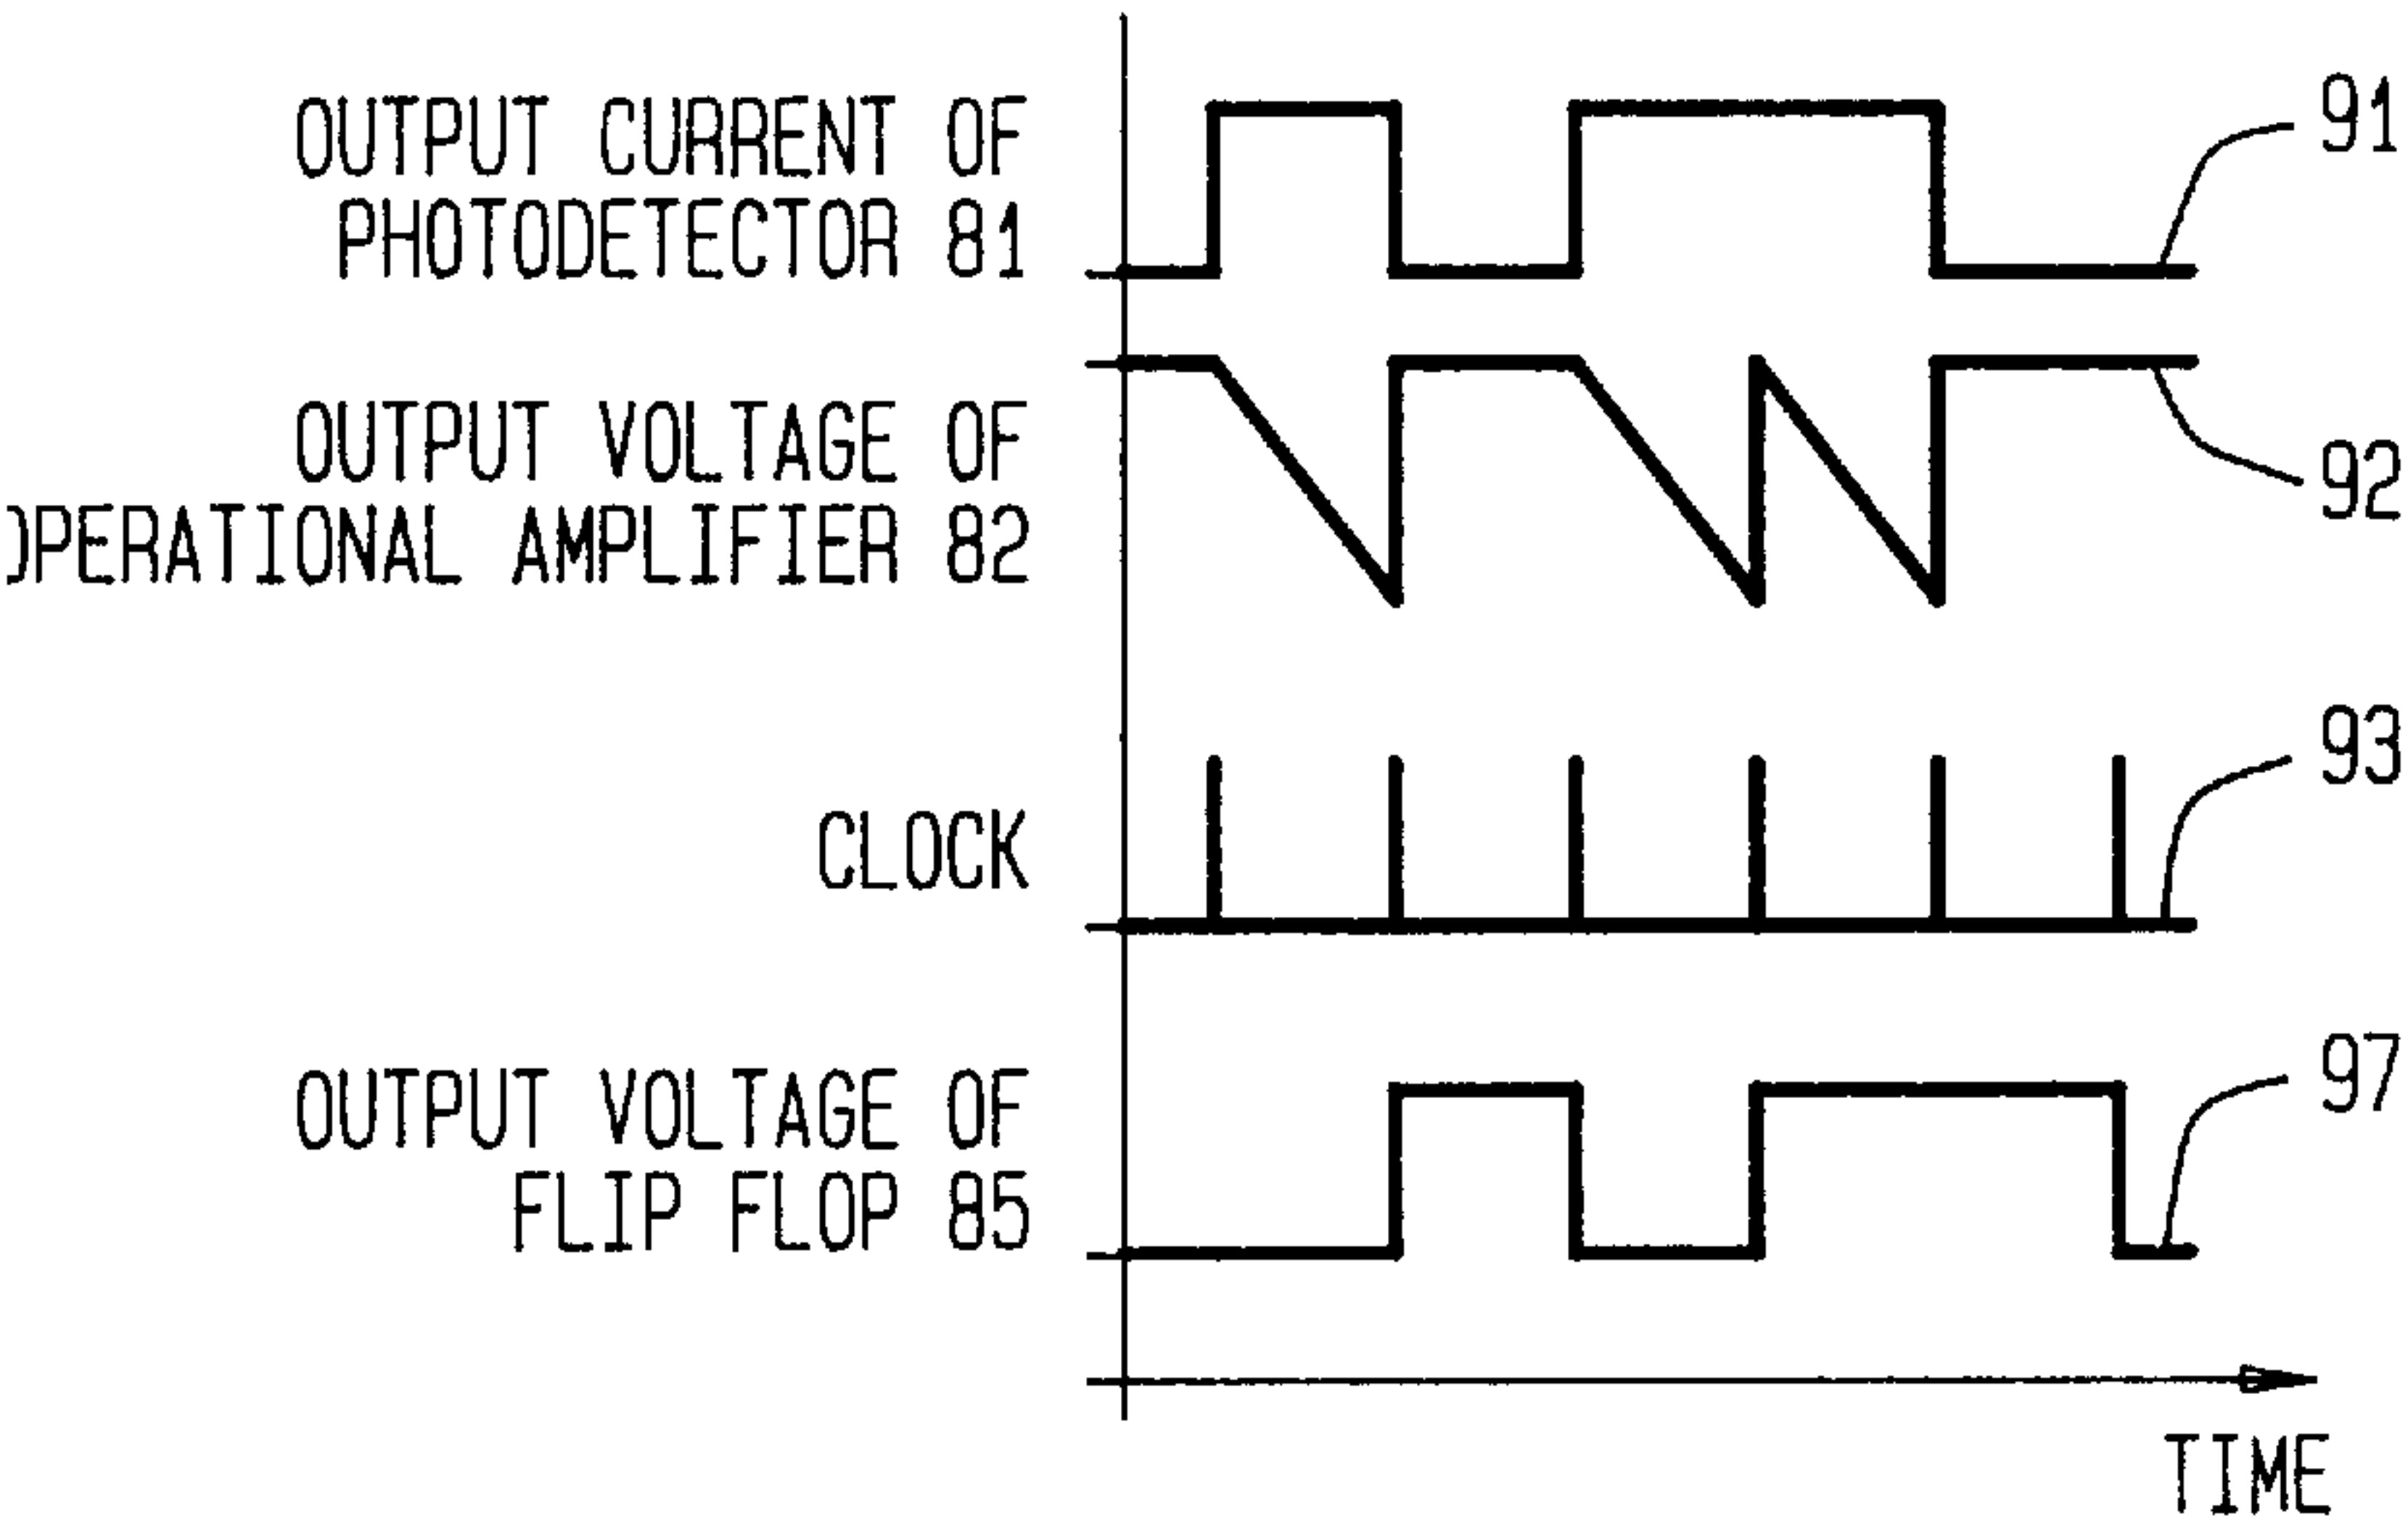 OUTPUT CURRENT OF
PHOTODETECTOR 81
91
OUTPUT VOLTAGE OF
OPERATIONAL AMPLIFIER 82
92
93
CLOCK
97
OUTPUT VOLTAGE OF
FLIP FLOP 85
TIME